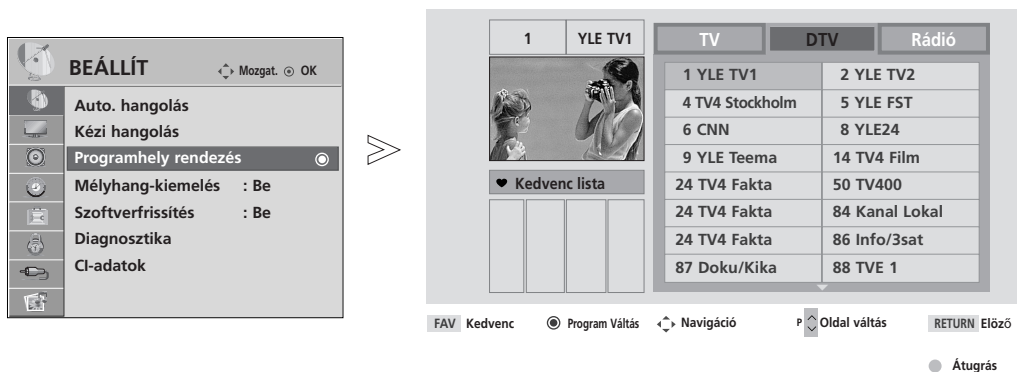 BEÁLLÍT Mozgat. OK
Auto. hangolás
Kézi hangolás
Programhely rendezés
Mélyhang-kiemelés : Be
Szoftverfrissítés : Be
Diagnosztika
CI-adatok
1 YLE TV1
Kedvenc lista
TV DTV Rádió
1 YLE TV1 2 YLE TV2
4 TV4 Stockholm 5 YLE FST
6 CNN 8 YLE24
9 YLE Teema 14 TV4 Film
24 TV4 Fakta 50 TV400
24 TV4 Fakta 84 Kanal Lokal
24 TV4 Fakta 86 Info/3sat
87 Doku/Kika 88 TVE 1
FAV Kedvenc Program Váltás Navigáció P Oldal váltás RETURN Elözõ
Átugrás